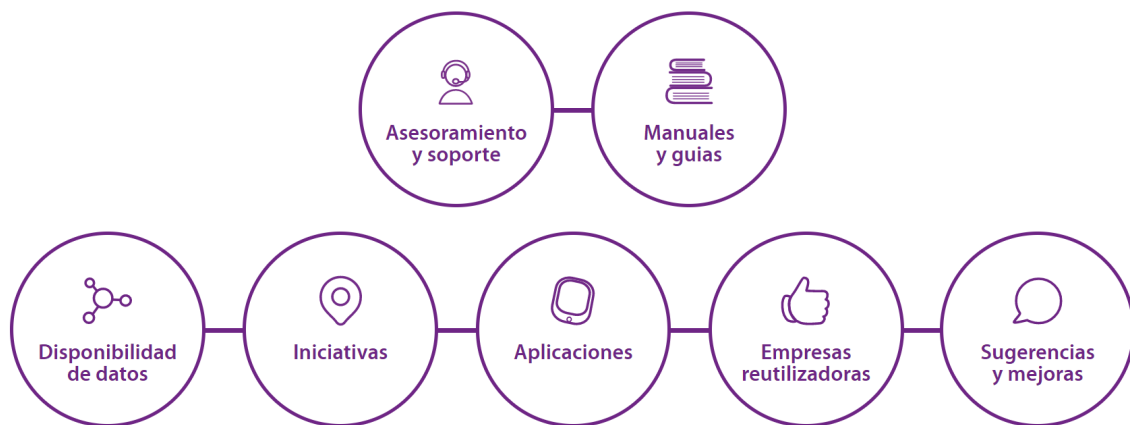 Asesoramiento
y soporte
Manuales
y guias
Disponibilidad
de datos
Iniciativas
Aplicaciones
Empresas
reutilizadoras
Sugerencias
y mejoras